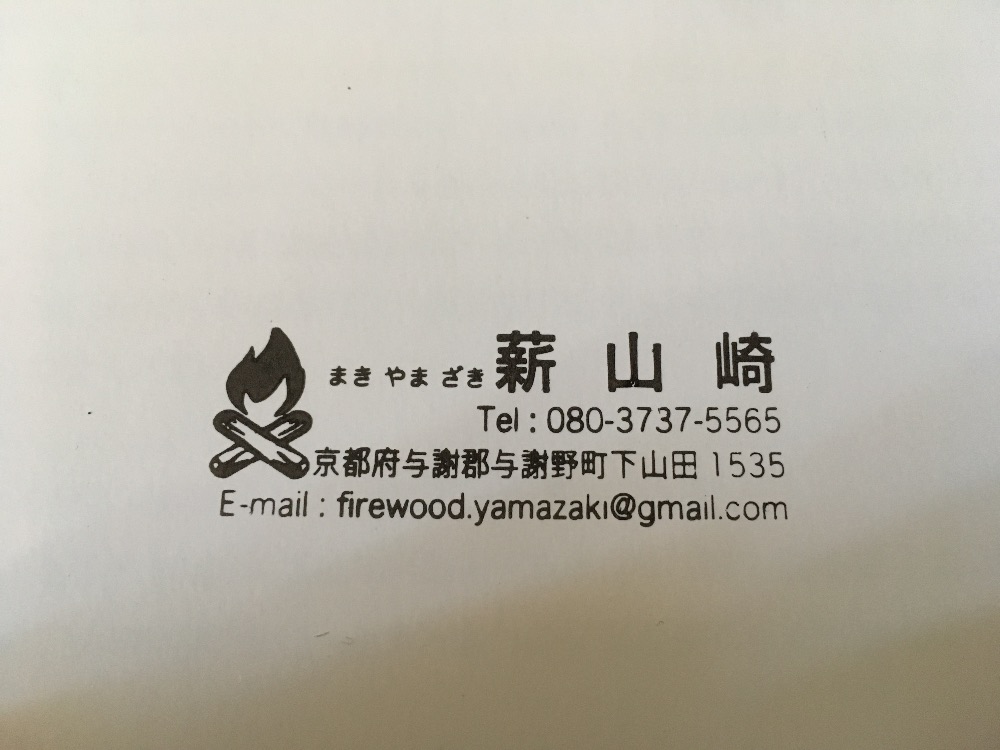 まき やま ざき 薪 山 崎
Tel : 080-3737-5565
京都府与謝郡与謝野町下山田 1535
E-mail : firewood.yamazaki@gmail.com